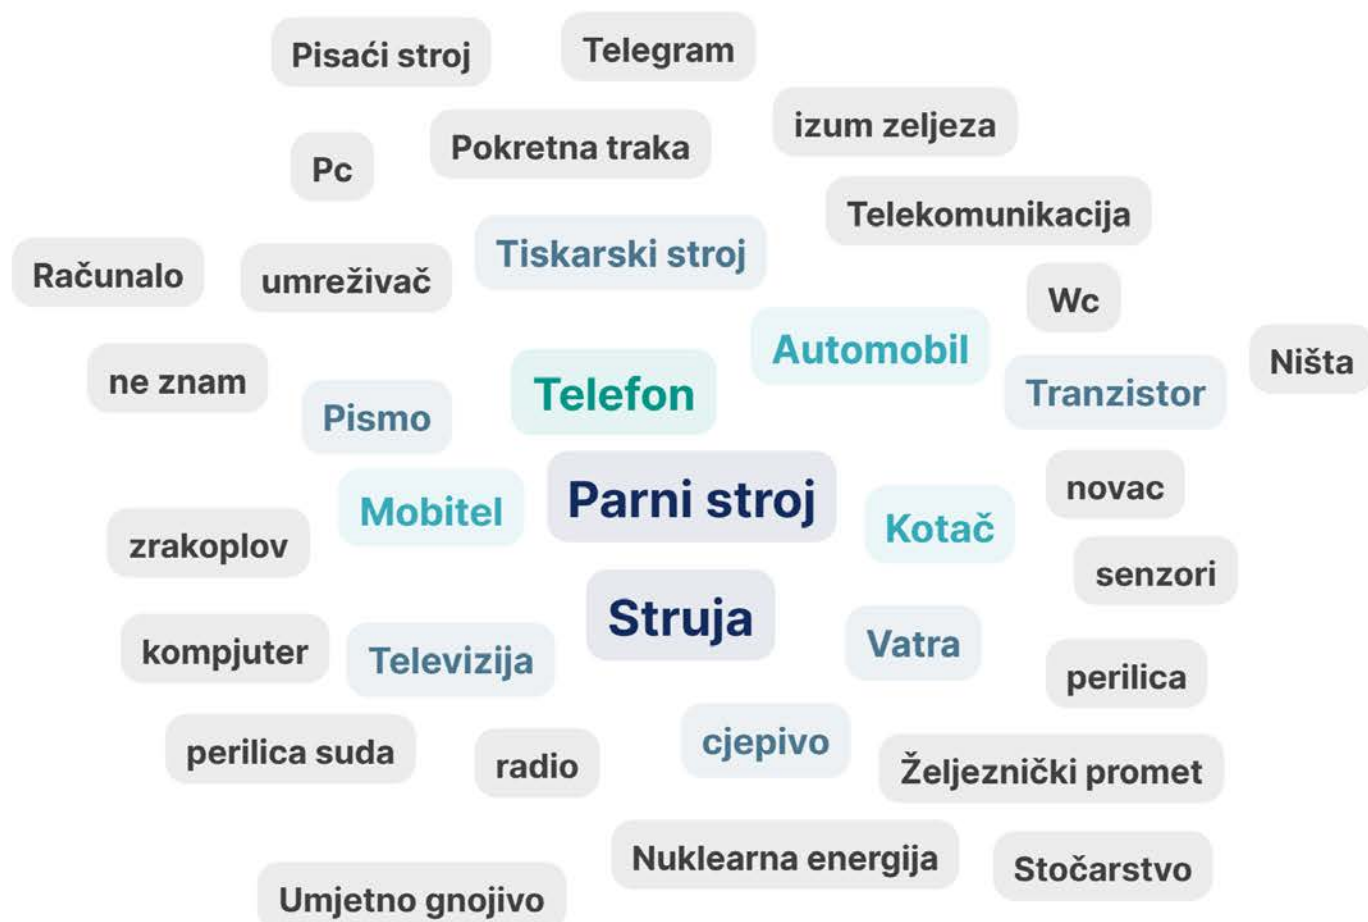 Pisaći stroj
Telegram
izum zeljeza
Pokretna traka
Pc
Telekomunikacija
Tiskarski stroj
Računalo
umreživač
Wc
Automobil
Ništa
ne znam
Telefon
Tranzistor
Pismo
Parni stroj
novac
Mobitel
Kotač
zrakoplov
senzori
Struja
kompjuter
Televizija
Vatra
perilica
perilica suda
radio
cjepivo
Željeznički promet
Nuklearna energija
Stočarstvo
Umjetno gnojivo